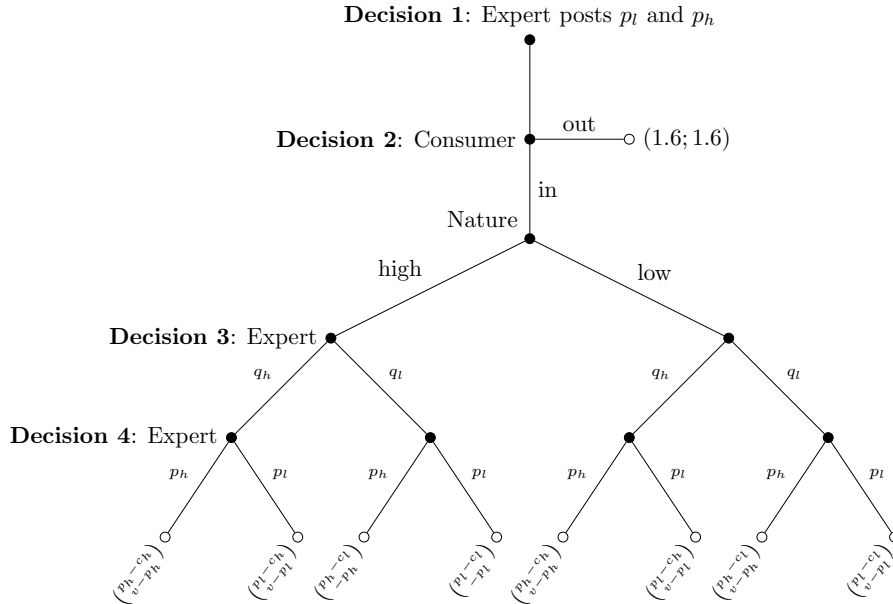 Decision 1: Expert posts p_l and p_h
Decision 2: Consumer
out
(1.6; 1.6)
in
Nature
high
low
Decision 3: Expert
q_h
q_l
q_h
q_l
Decision 4: Expert
p_h
p_l
p_h
p_l
p_h
p_l
p_h
p_l
(p_h−c_h
v−p_h)
(p_l−c_h
v−p_l)
(p_h−c_l
−p_h)
(p_l−c_l
−p_l)
(p_h−c_h
v−p_h)
(p_l−c_h
v−p_l)
(p_h−c_l
v−p_h)
(p_l−c_l
v−p_l)